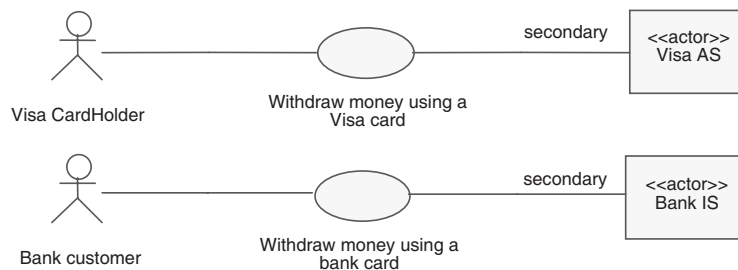 secondary
<<actor>>
Visa AS
Visa CardHolder
Withdraw money using a
Visa card
secondary
<<actor>>
Bank IS
Bank customer
Withdraw money using a
bank card